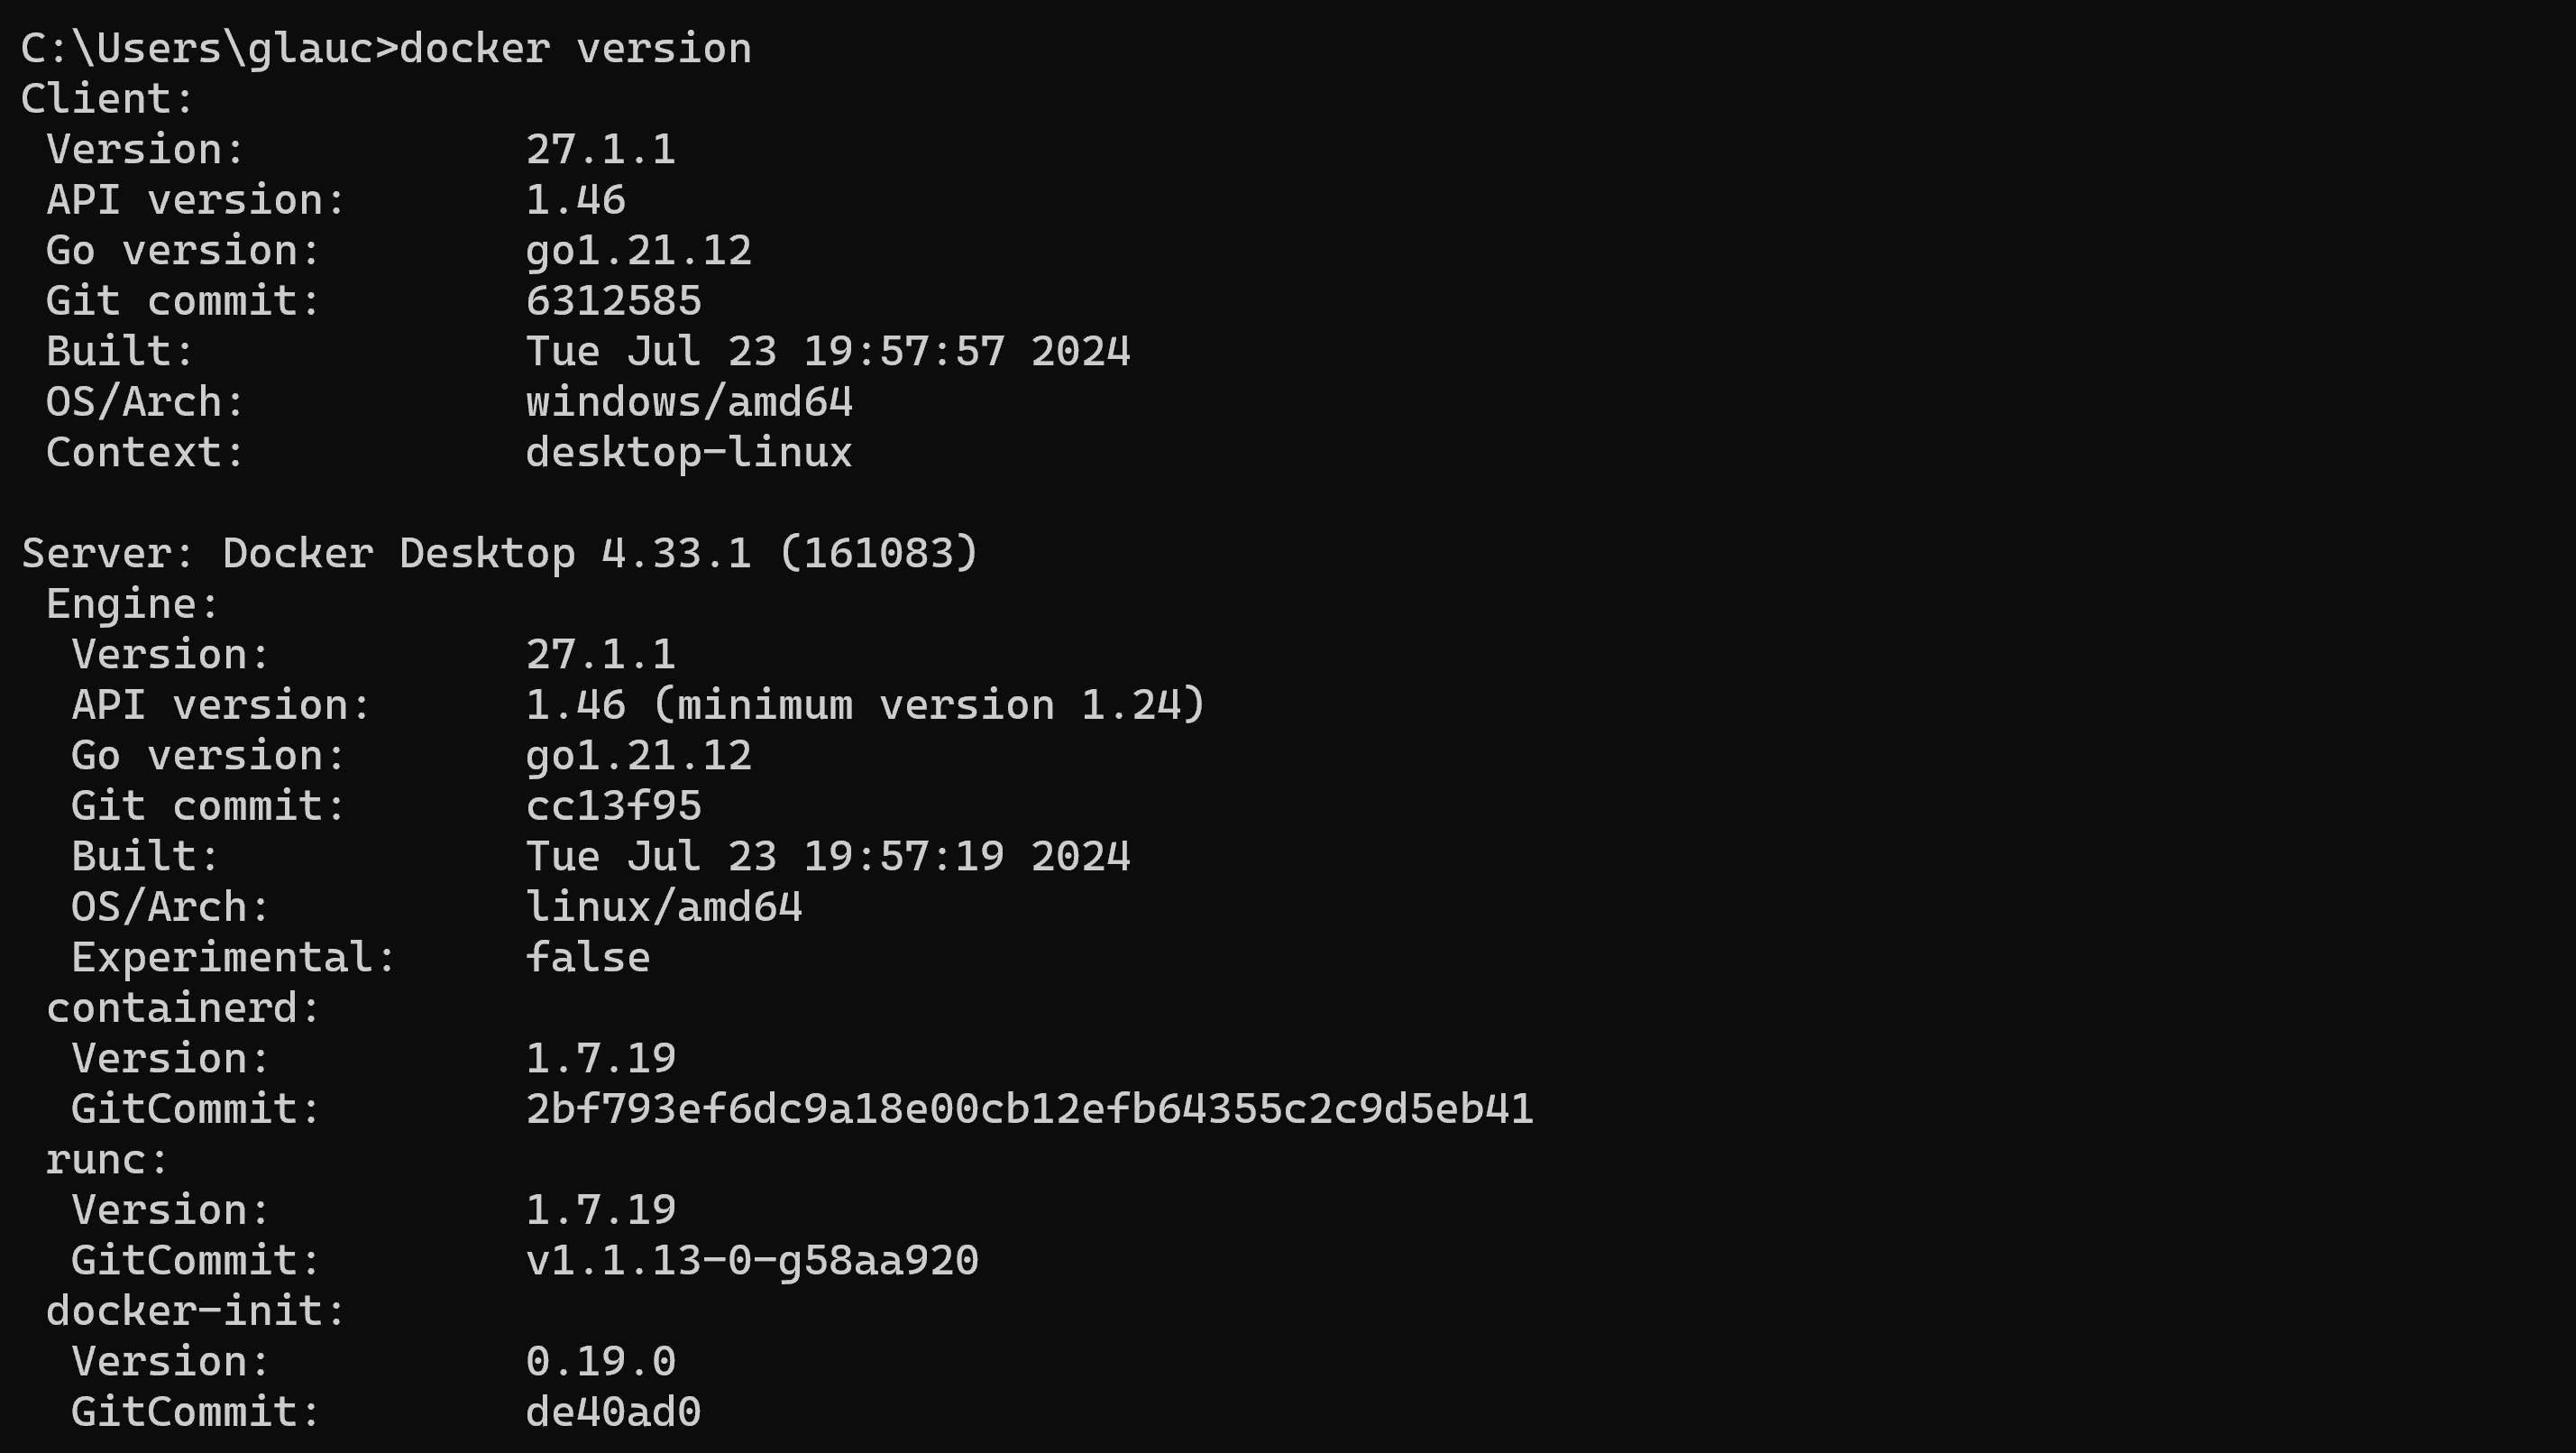 C:\Users\glauc>docker version
Client:
 Version:           27.1.1
 API version:       1.46
 Go version:        go1.21.12
 Git commit:        6312585
 Built:             Tue Jul 23 19:57:57 2024
 OS/Arch:           windows/amd64
 Context:           desktop-linux

Server: Docker Desktop 4.33.1 (161083)
 Engine:
  Version:          27.1.1
  API version:      1.46 (minimum version 1.24)
  Go version:       go1.21.12
  Git commit:       cc13f95
  Built:            Tue Jul 23 19:57:19 2024
  OS/Arch:          linux/amd64
  Experimental:     false
 containerd:
  Version:          1.7.19
  GitCommit:        2bf793ef6dc9a18e00cb12efb64355c2c9d5eb41
 runc:
  Version:          1.7.19
  GitCommit:        v1.1.13-0-g58aa920
 docker-init:
  Version:          0.19.0
  GitCommit:        de40ad0